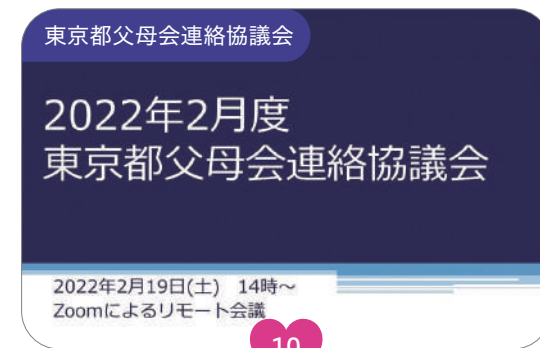 東京都父母会連絡協議会
2022年2月度
東京都父母会連絡協議会
2022年2月19日(土) 14時~
Zoomによるリモート会議
10